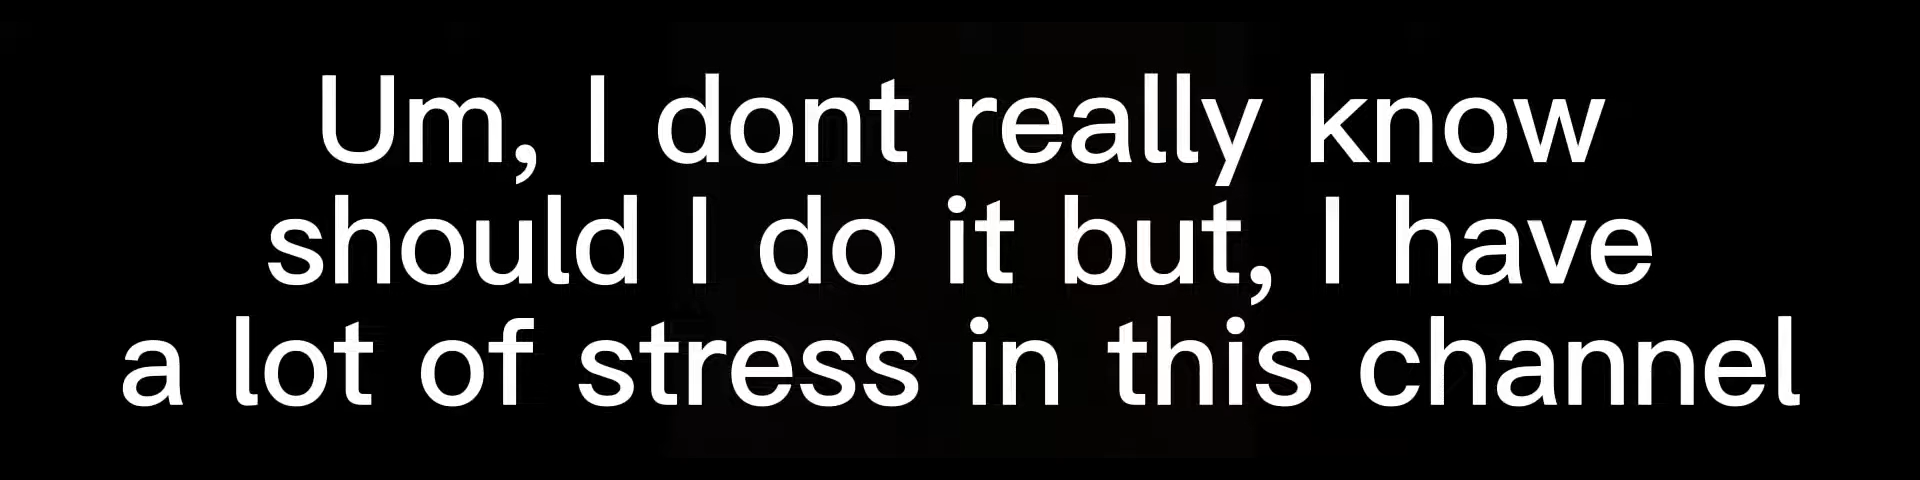 Um, I dont really know
should I do it but, I have
a lot of stress in this channel